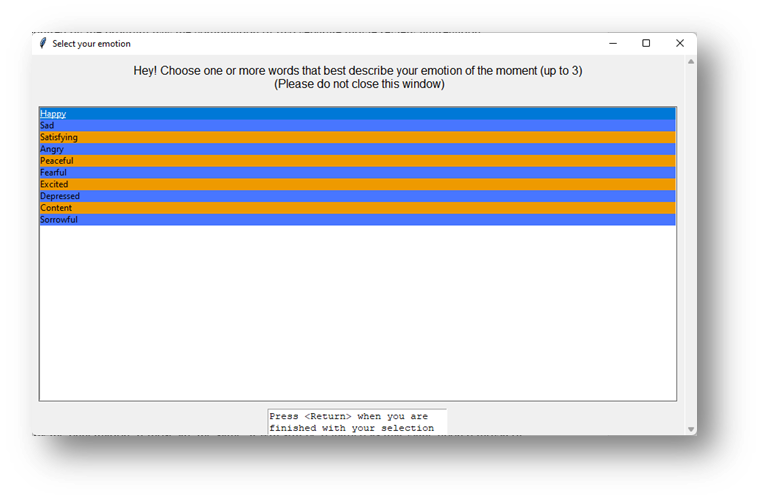 Select your emotion
Hey! Choose one or more words that best describe your emotion of the moment (up to 3)
(Please do not close this window)
Happy
Sad
Satisfying
Angry
Peaceful
Fearful
Excited
Depressed
Content
Sorrowful
Press <Return> when you are
finished with your selection